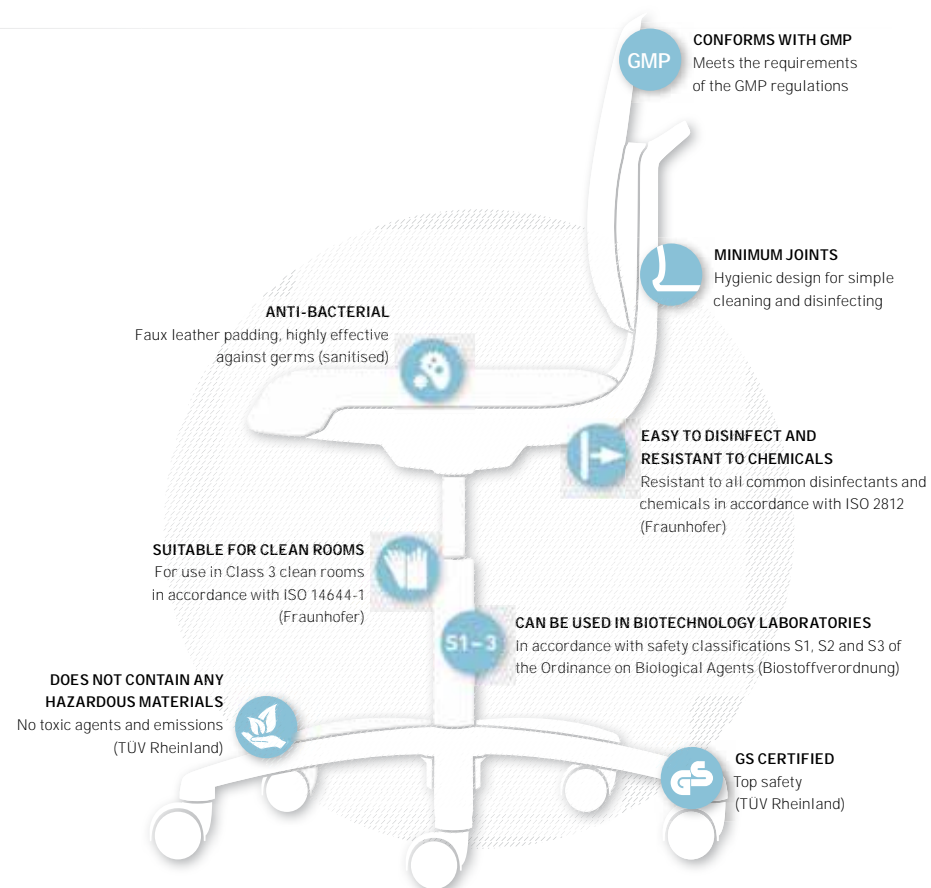 GMP
CONFORMS WITH GMP
Meets the requirements
of the GMP regulations
MINIMUM JOINTS
Hygienic design for simple
cleaning and disinfecting
ANTI-BACTERIAL
Faux leather padding, highly effective
against germs (sanitised)
EASY TO DISINFECT AND
RESISTANT TO CHEMICALS
Resistant to all common disinfectants and
chemicals in accordance with ISO 2812
(Fraunhofer)
SUITABLE FOR CLEAN ROOMS
For use in Class 3 clean rooms
in accordance with ISO 14644-1
(Fraunhofer)
S1–3
CAN BE USED IN BIOTECHNOLOGY LABORATORIES
In accordance with safety classifications S1, S2 and S3 of
the Ordinance on Biological Agents (Biostoffverordnung)
DOES NOT CONTAIN ANY
HAZARDOUS MATERIALS
No toxic agents and emissions
(TÜV Rheinland)
GS
GS CERTIFIED
Top safety
(TÜV Rheinland)